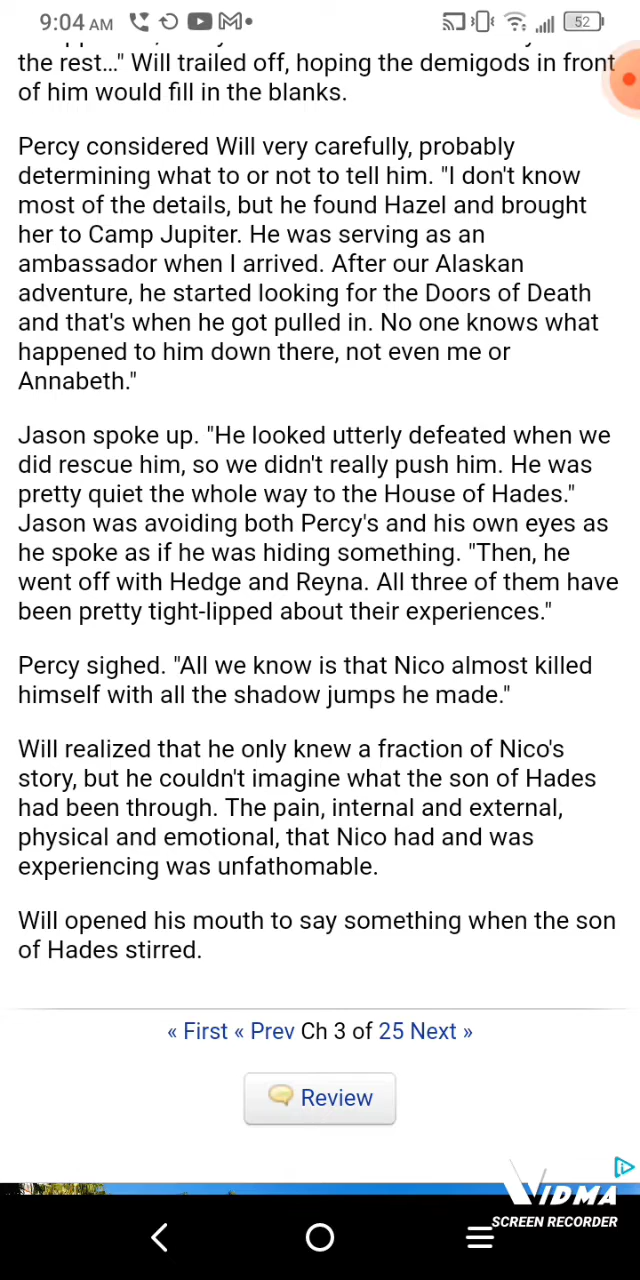 9:04 AM
52
the rest..." Will trailed off, hoping the demigods in front
of him would fill in the blanks.
Percy considered Will very carefully, probably
determining what to or not to tell him. "I don't know
most of the details, but he found Hazel and brought
her to Camp Jupiter. He was serving as an
ambassador when I arrived. After our Alaskan
adventure, he started looking for the Doors of Death
and that's when he got pulled in. No one knows what
happened to him down there, not even me or
Annabeth."
Jason spoke up. "He looked utterly defeated when we
did rescue him, so we didn't really push him. He was
pretty quiet the whole way to the House of Hades."
Jason was avoiding both Percy's and his own eyes as
he spoke as if he was hiding something. "Then, he
went off with Hedge and Reyna. All three of them have
been pretty tight-lipped about their experiences."
Percy sighed. "All we know is that Nico almost killed
himself with all the shadow jumps he made."
Will realized that he only knew a fraction of Nico's
story, but he couldn't imagine what the son of Hades
had been through. The pain, internal and external,
physical and emotional, that Nico had and was
experiencing was unfathomable.
Will opened his mouth to say something when the son
of Hades stirred.
« First « Prev Ch 3 of 25 Next »
Review
VIDMA
SCREEN RECORDER